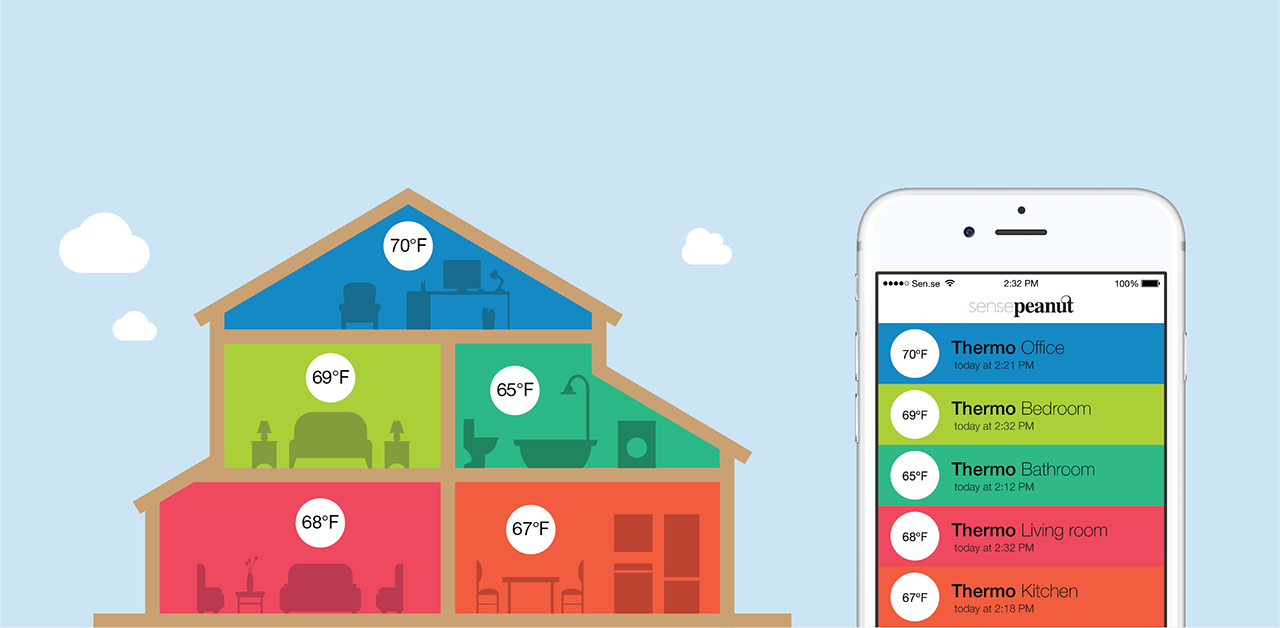 70°F
69°F
65°F
68°F
67°F
Sen.se 2:32 PM 100%
sensepeanut
70°F Thermo Office
today at 2:21 PM
69°F Thermo Bedroom
today at 2:32 PM
65°F Thermo Bathroom
today at 2:12 PM
68°F Thermo Living room
today at 2:32 PM
67°F Thermo Kitchen
today at 2:18 PM